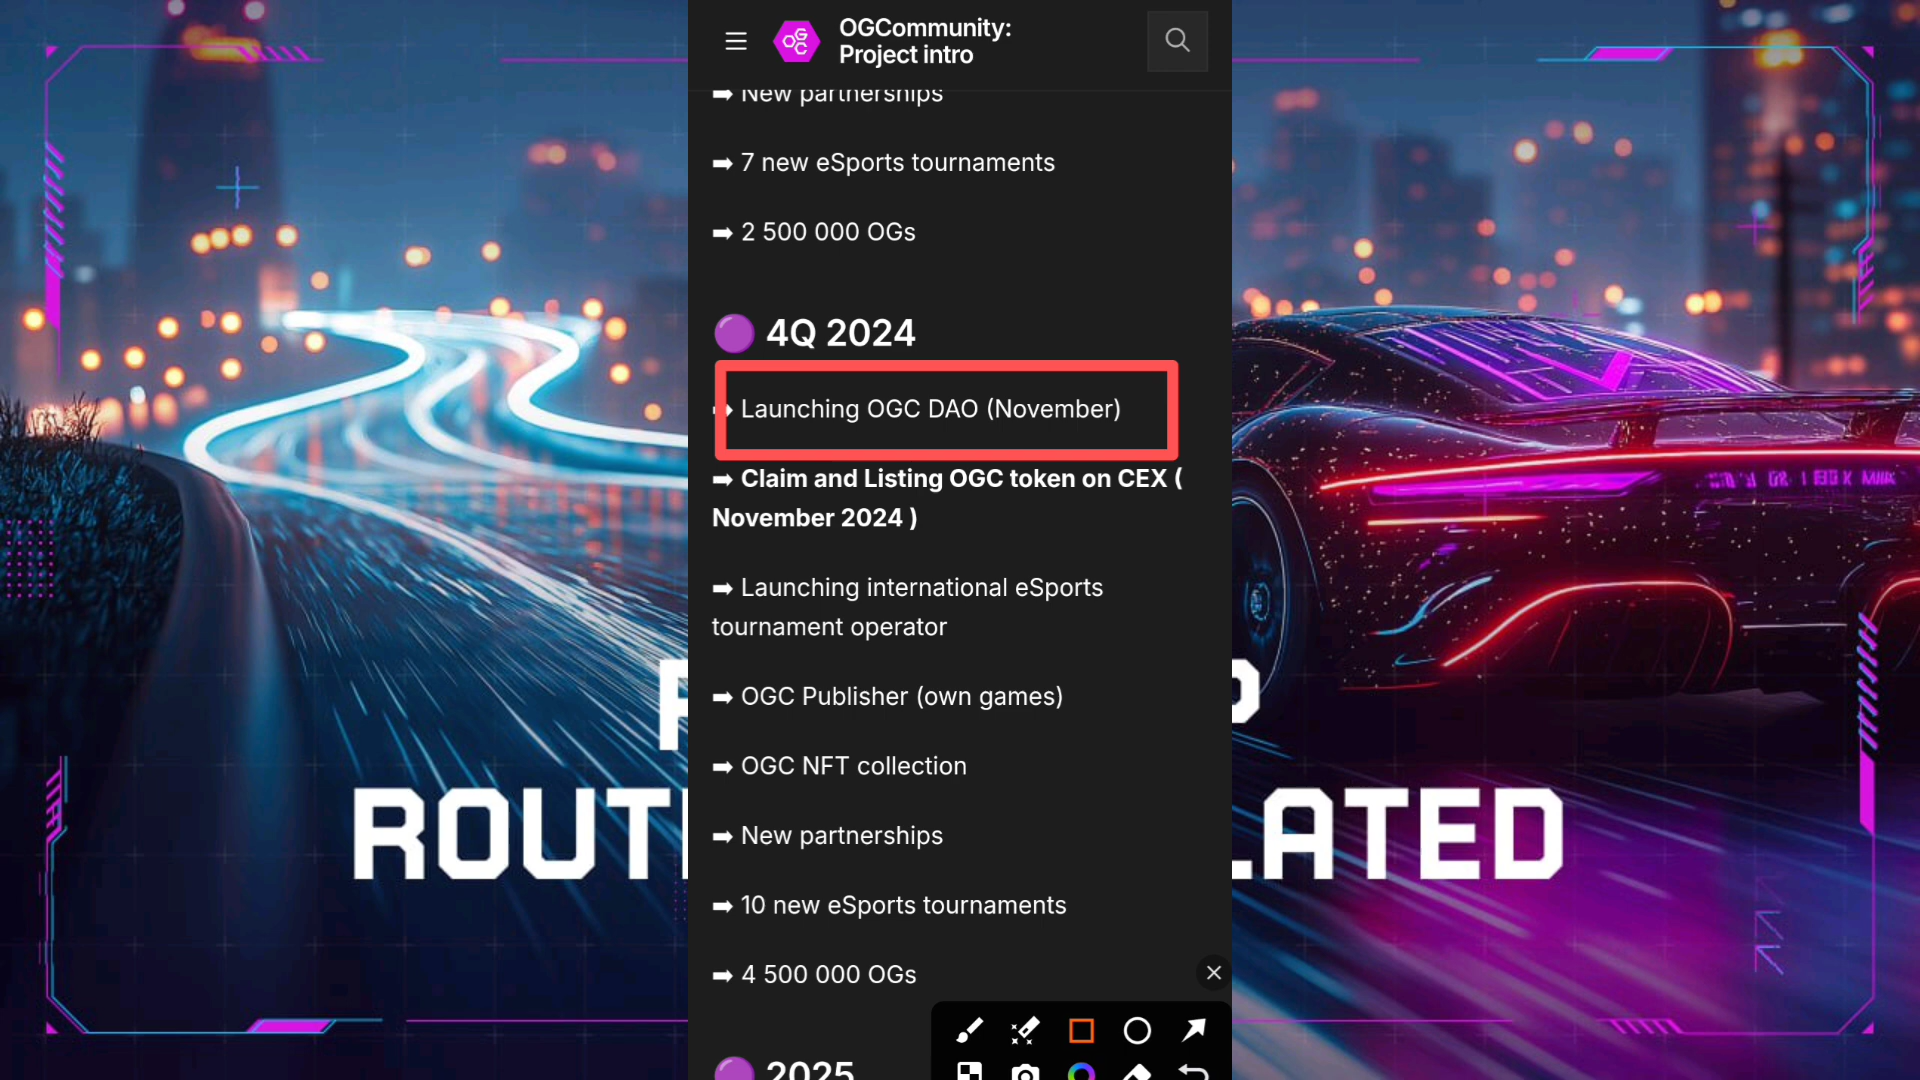 OGCommunity:
Project intro
➡ New partnerships
➡ 7 new eSports tournaments
➡ 2 500 000 OGs
4Q 2024
➡ Launching OGC DAO (November)
➡ Claim and Listing OGC token on CEX (
November 2024 )
➡ Launching international eSports
tournament operator
➡ OGC Publisher (own games)
➡ OGC NFT collection
➡ New partnerships
➡ 10 new eSports tournaments
➡ 4 500 000 OGs
2025